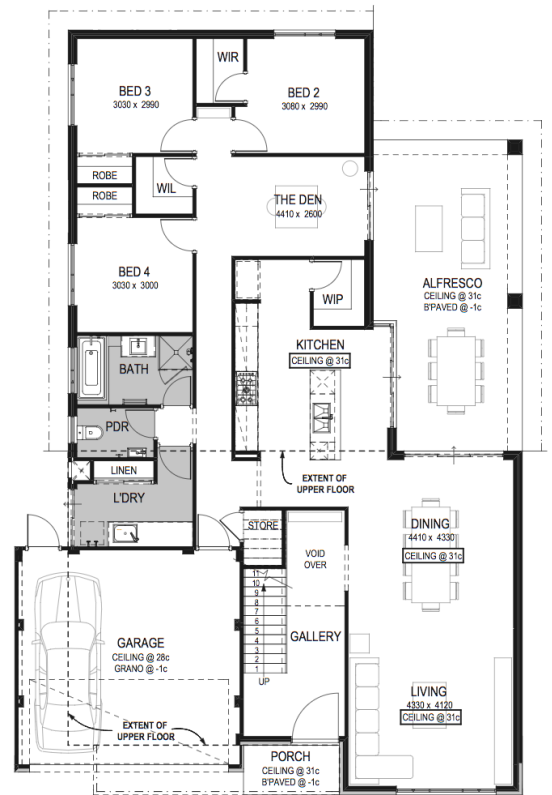 WIR
BED 3
3030 x 2990
BED 2
3080 x 2990
ROBE
WIL
ROBE
THE DEN
4410 x 2600
BED 4
3030 x 3000
WIP
ALFRESCO
CEILING @ 31c
B'PAVED @ -1c
KITCHEN
CEILING @ 31c
BATH
PDR
LINEN
L'DRY
EXTENT OF
UPPER FLOOR
STORE
DINING
4410 x 4330
CEILING @ 31c
VOID
OVER
11
10
9
8
7
6
5
4
3
2
1
UP
GALLERY
GARAGE
CEILING @ 28c
GRANO @ -1c
EXTENT OF
UPPER FLOOR
LIVING
4330 x 4120
CEILING @ 31c
PORCH
CEILING @ 31c
B'PAVED @ -1c